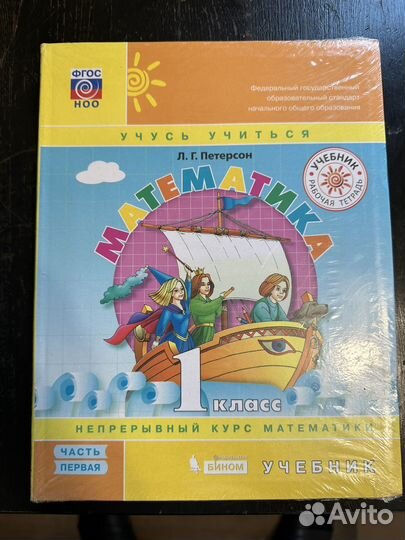 ФГОС
НОО
Федеральный государственный
образовательный стандарт
начального общего образования
УЧУСЬ УЧИТЬСЯ
Л. Г. Петерсон
УЧЕБНИК
РАБОЧАЯ ТЕТРАДЬ
МАТЕМАТИКА
1 класс
НЕПРЕРЫВНЫЙ КУРС МАТЕМАТИКИ
ЧАСТЬ
ПЕРВАЯ
БИНОМ
УЧЕБНИК
Avito